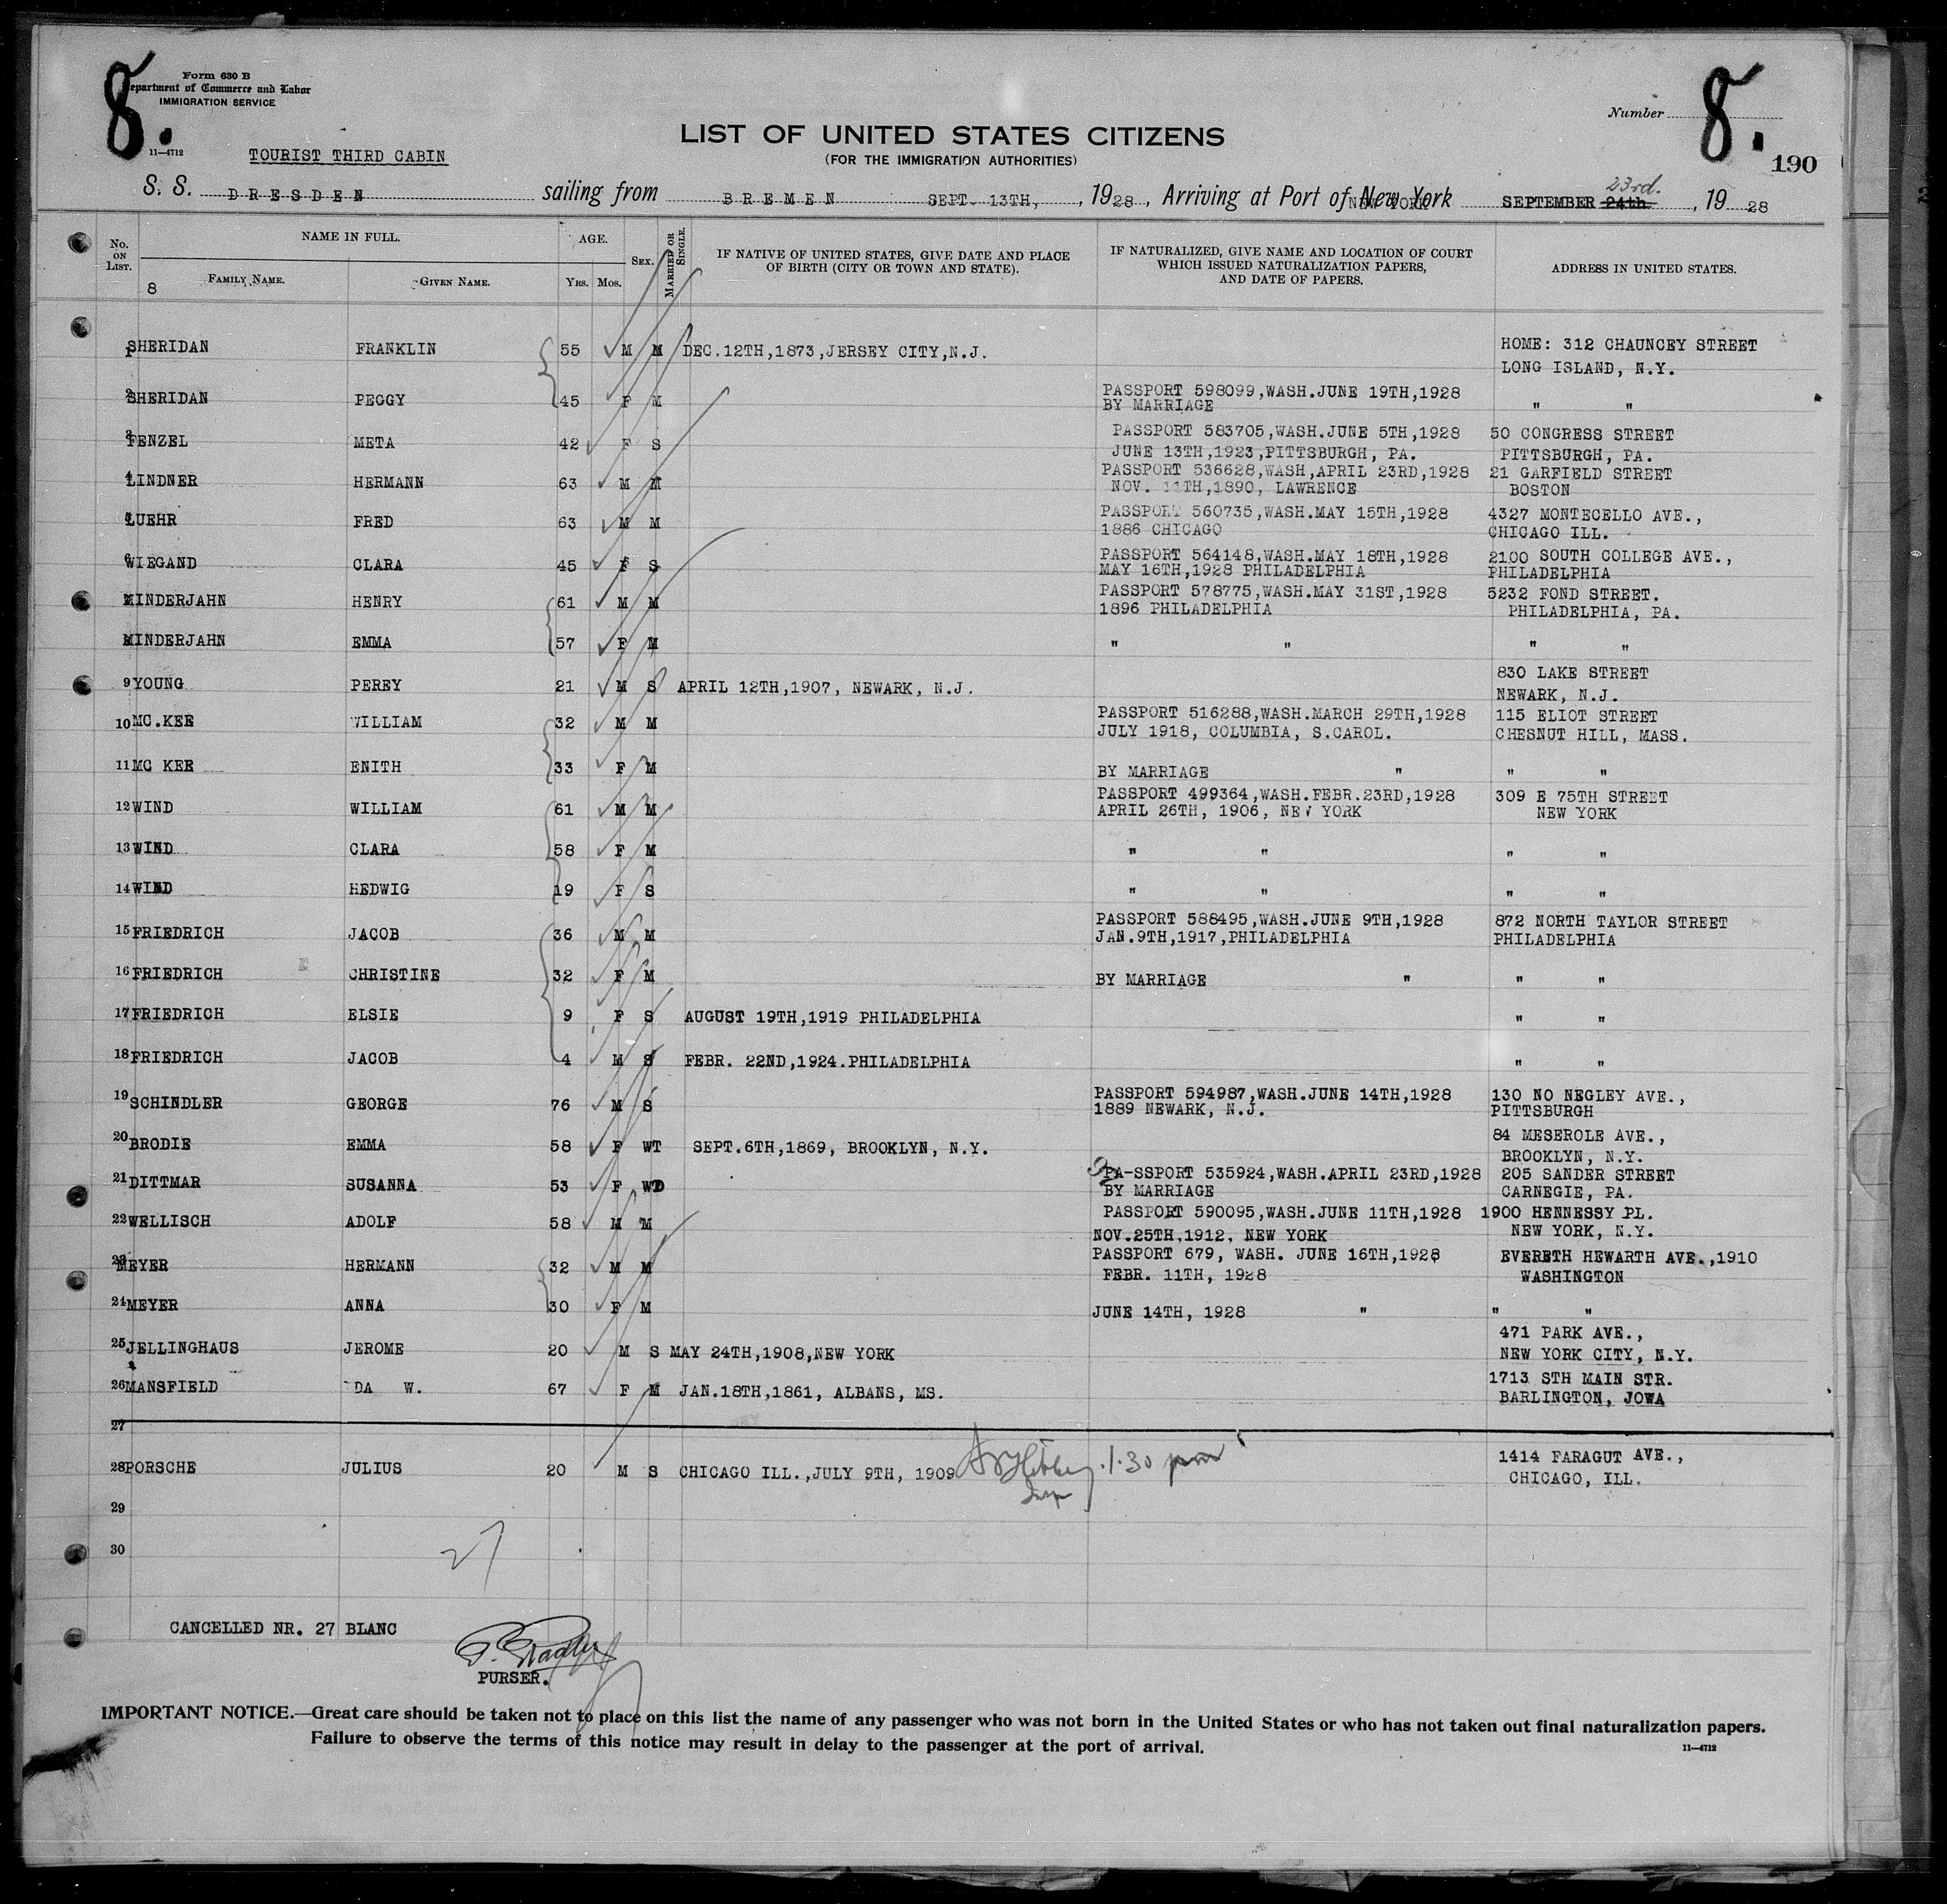 8.
Form 630 B
Department of Commerce and Labor
IMMIGRATION SERVICE
11—4712
TOURIST THIRD CABIN
LIST OF UNITED STATES CITIZENS
(FOR THE IMMIGRATION AUTHORITIES)
Number 8.
190
S. S. DRESDEN sailing from BREMEN SEPT. 13TH, , 1928 , Arriving at Port of New York NEW YORK SEPTEMBER 24th 23rd. , 19 28
No. ON LIST. NAME IN FULL. AGE. SEX. MARRIED OR SINGLE. IF NATIVE OF UNITED STATES, GIVE DATE AND PLACE OF BIRTH (CITY OR TOWN AND STATE). IF NATURALIZED, GIVE NAME AND LOCATION OF COURT WHICH ISSUED NATURALIZATION PAPERS, AND DATE OF PAPERS. ADDRESS IN UNITED STATES.
8 FAMILY NAME. GIVEN NAME. YRS. MOS.
1 SHERIDAN FRANKLIN 55 M M DEC.12TH,1873,JERSEY CITY,N.J. HOME: 312 CHAUNCEY STREET
LONG ISLAND, N.Y.
2 SHERIDAN PEGGY 45 F M PASSPORT 598099,WASH.JUNE 19TH,1928
BY MARRIAGE " "
3 FENZEL META 42 F S PASSPORT 583705,WASH.JUNE 5TH,1928 50 CONGRESS STREET
JUNE 13TH,1923,PITTSBURGH, PA. PITTSBURGH, PA.
4 LINDNER HERMANN 63 M M PASSPORT 536628,WASH,APRIL 23RD,1928 21 GARFIELD STREET
NOV. 11TH,1890, LAWRENCE BOSTON
5 LUEHR FRED 63 M M PASSPORT 560735,WASH.MAY 15TH,1928 4327 MONTECELLO AVE.,
1886 CHICAGO CHICAGO ILL.
6 WIEGAND CLARA 45 F S PASSPORT 564148,WASH.MAY 18TH,1928 2100 SOUTH COLLEGE AVE.,
MAY 16TH,1928 PHILADELPHIA PHILADELPHIA
MINDERJAHN HENRY 61 M M PASSPORT 578775,WASH.MAY 31ST,1928 5232 FOND STREET.
1896 PHILADELPHIA PHILADELPHIA, PA.
MINDERJAHN EMMA 57 F M " " " "
9 YOUNG PEREY 21 M S APRIL 12TH,1907, NEWARK, N.J. 830 LAKE STREET
NEWARK, N.J.
10 MC.KEE WILLIAM 32 M M PASSPORT 516288,WASH.MARCH 29TH,1928 115 ELIOT STREET
JULY 1918, COLUMBIA, S.CAROL. CHESNUT HILL, MASS.
11 MC KEE ENITH 33 F M BY MARRIAGE " " "
12 WIND WILLIAM 61 M M PASSPORT 499364,WASH.FEBR.23RD,1928 309 E 75TH STREET
APRIL 26TH, 1906, NEW YORK NEW YORK
13 WIND CLARA 58 F M " " " "
14 WIND HEDWIG 19 F S " " " "
15 FRIEDRICH JACOB 36 M M PASSPORT 588495,WASH.JUNE 9TH,1928 872 NORTH TAYLOR STREET
JAN.9TH,1917,PHILADELPHIA PHILADELPHIA
16 FRIEDRICH CHRISTINE 32 F M BY MARRIAGE " " "
17 FRIEDRICH ELSIE 9 F S AUGUST 19TH,1919 PHILADELPHIA " "
18 FRIEDRICH JACOB 4 M S FEBR. 22ND,1924.PHILADELPHIA " "
19 SCHINDLER GEORGE 76 M S PASSPORT 594987,WASH.JUNE 14TH,1928 130 NO NEGLEY AVE.,
1889 NEWARK, N.J. PITTSBURGH
20 BRODIE EMMA 58 F WT SEPT.6TH,1869, BROOKLYN, N.Y. 84 MESEROLE AVE.,
BROOKLYN, N.Y.
21 DITTMAR SUSANNA 53 F WD PA-SSPORT 535924,WASH.APRIL 23RD,1928 205 SANDER STREET
BY MARRIAGE CARNEGIE, PA.
22 WELLISCH ADOLF 58 M M PASSPORT 590095,WASH.JUNE 11TH,1928 1900 HENNESSY PL.
NOV.25TH,1912, NEW YORK NEW YORK, N.Y.
23 MEYER HERMANN 32 M M PASSPORT 679, WASH. JUNE 16TH,1928 EVERETH HEWARTH AVE.,1910
FEBR. 11TH, 1928 WASHINGTON
24 MEYER ANNA 30 F M JUNE 14TH, 1928 " " "
25 JELLINGHAUS JEROME 20 M S MAY 24TH,1908,NEW YORK 471 PARK AVE.,
NEW YORK CITY, N.Y.
26 MANSFIELD DA W. 67 F M JAN.18TH,1861, ALBANS, MS. 1713 STH MAIN STR.
BARLINGTON, JOWA
27
28 PORSCHE JULIUS 20 M S CHICAGO ILL.,JULY 9TH, 1909 1.30 pm 1414 FARAGUT AVE.,
CHICAGO, ILL.
29
30
27
CANCELLED NR. 27 BLANC
PURSER.
IMPORTANT NOTICE.—Great care should be taken not to place on this list the name of any passenger who was not born in the United States or who has not taken out final naturalization papers.
Failure to observe the terms of this notice may result in delay to the passenger at the port of arrival.
11—4712